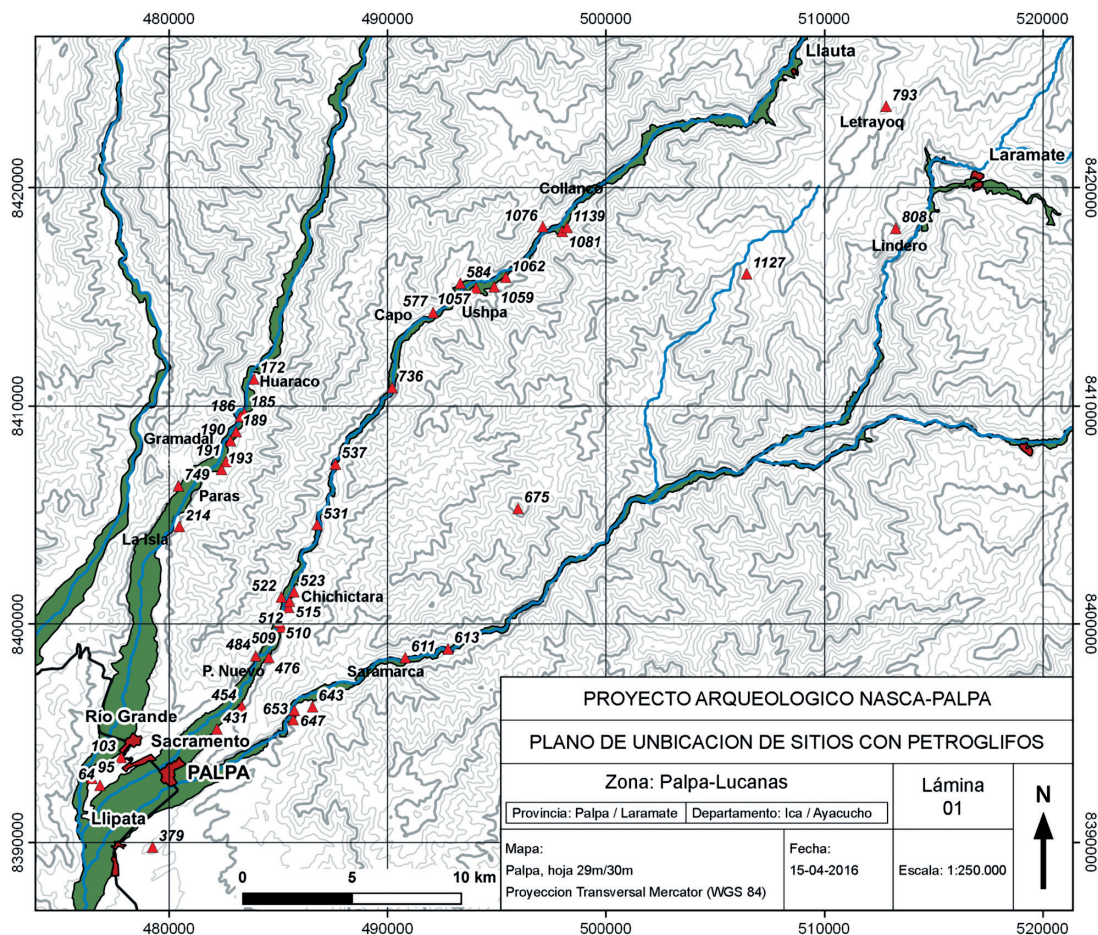 480000 490000 500000 510000 520000
Llauta
793
Letrayoq
Laramate
8420000 8420000
Collanco
1076 1139
1081
808
Lindero
584 1062
1127
577 1057 1059
Capo Ushpa
172
Huaraco
736
8410000 8410000
186 185
190 189
Gramadal
191 193
537
749
Paras
675
214
531
La Isla
522 523
Chichictara
515
8400000 8400000
512
509 510
484
476
P. Nuevo
611 613
Saramarca
454
643
653
431
647
Río Grande
103
Sacramento
64 95
PALPA
Llipata
379
8390000 8390000
0 5 10 km
PROYECTO ARQUEOLOGICO NASCA-PALPA
PLANO DE UNBICACION DE SITIOS CON PETROGLIFOS
Zona: Palpa-Lucanas
Provincia: Palpa / Laramate Departamento: Ica / Ayacucho
Lámina
01
N
Mapa:
Palpa, hoja 29m/30m
Proyeccion Transversal Mercator (WGS 84)
Fecha:
15-04-2016
Escala: 1:250.000
480000 490000 500000 510000 520000